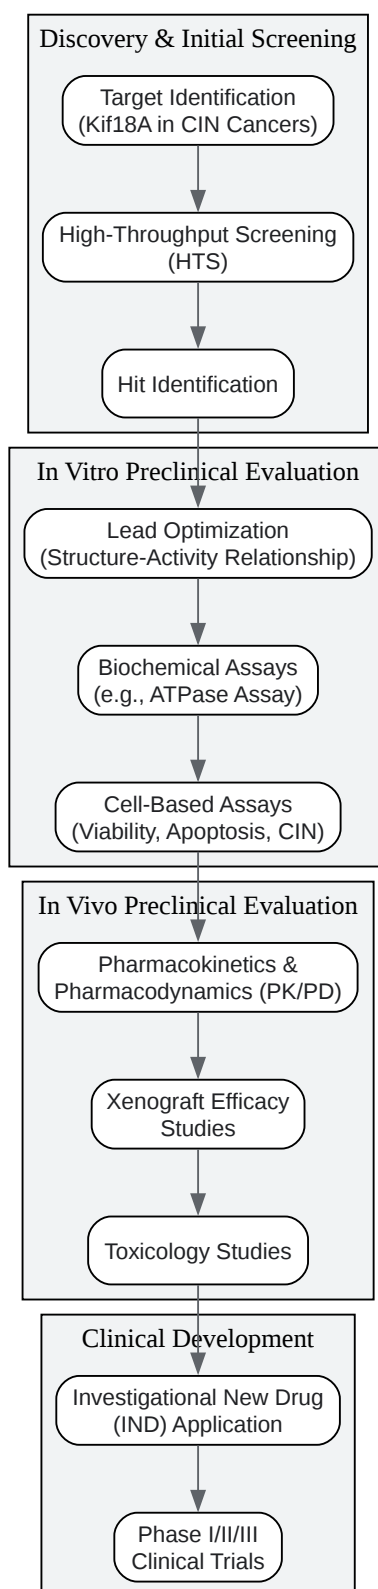 Discovery & Initial Screening
Target Identification
(Kif18A in CIN Cancers)
High-Throughput Screening
(HTS)
Hit Identification
In Vitro Preclinical Evaluation
Lead Optimization
(Structure-Activity Relationship)
Biochemical Assays
(e.g., ATPase Assay)
Cell-Based Assays
(Viability, Apoptosis, CIN)
In Vivo Preclinical Evaluation
Pharmacokinetics &
Pharmacodynamics (PK/PD)
Xenograft Efficacy
Studies
Toxicology Studies
Clinical Development
Investigational New Drug
(IND) Application
Phase I/II/III
Clinical Trials